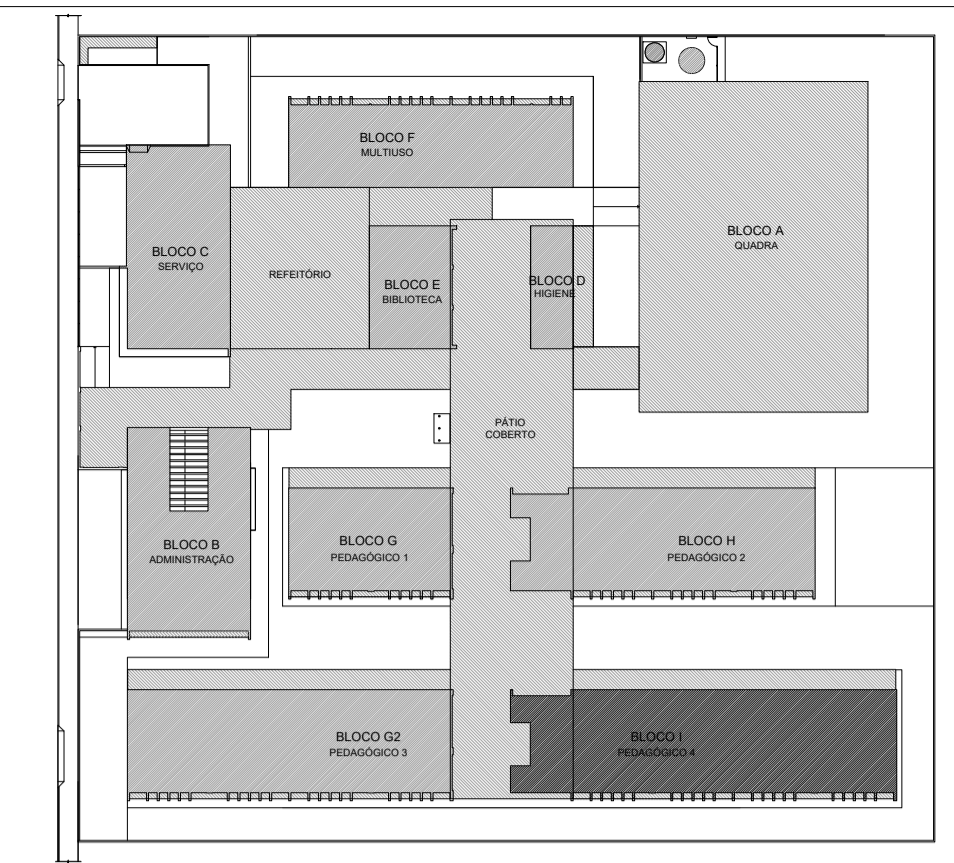 BLOCO F
MULTIUSO
BLOCO A
QUADRA
BLOCO C
SERVIÇO
REFEITÓRIO
BLOCO E
BIBLIOTECA
BLOCO D
HIGIENE
PÁTIO
COBERTO
BLOCO B
ADMINISTRAÇÃO
BLOCO G
PEDAGÓGICO 1
BLOCO H
PEDAGÓGICO 2
BLOCO G2
PEDAGÓGICO 3
BLOCO I
PEDAGÓGICO 4